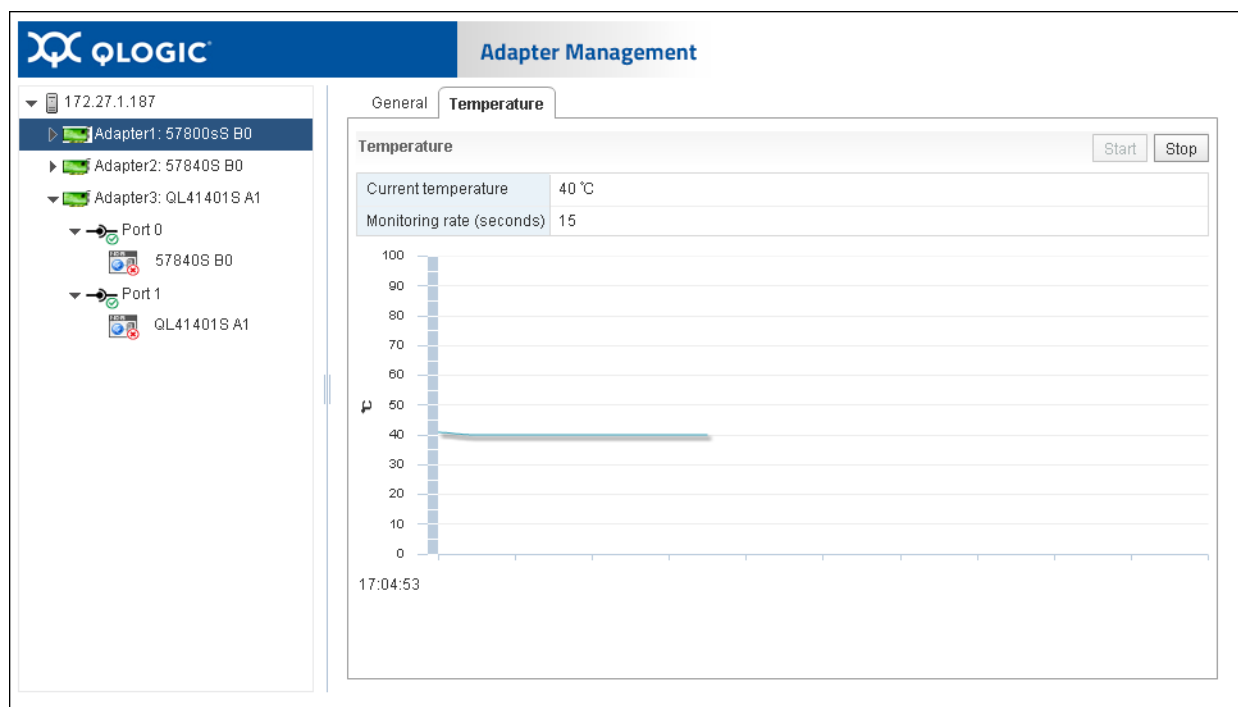 QLOGIC
Adapter Management
172.27.1.187
Adapter1: 57800sS B0
Adapter2: 57840S B0
Adapter3: QL41401S A1
Port 0
57840S B0
Port 1
QL41401S A1
General
Temperature
Temperature
Start
Stop
Current temperature 40 °C
Monitoring rate (seconds) 15
100
90
80
70
60
°C
50
40
30
20
10
0
17:04:53